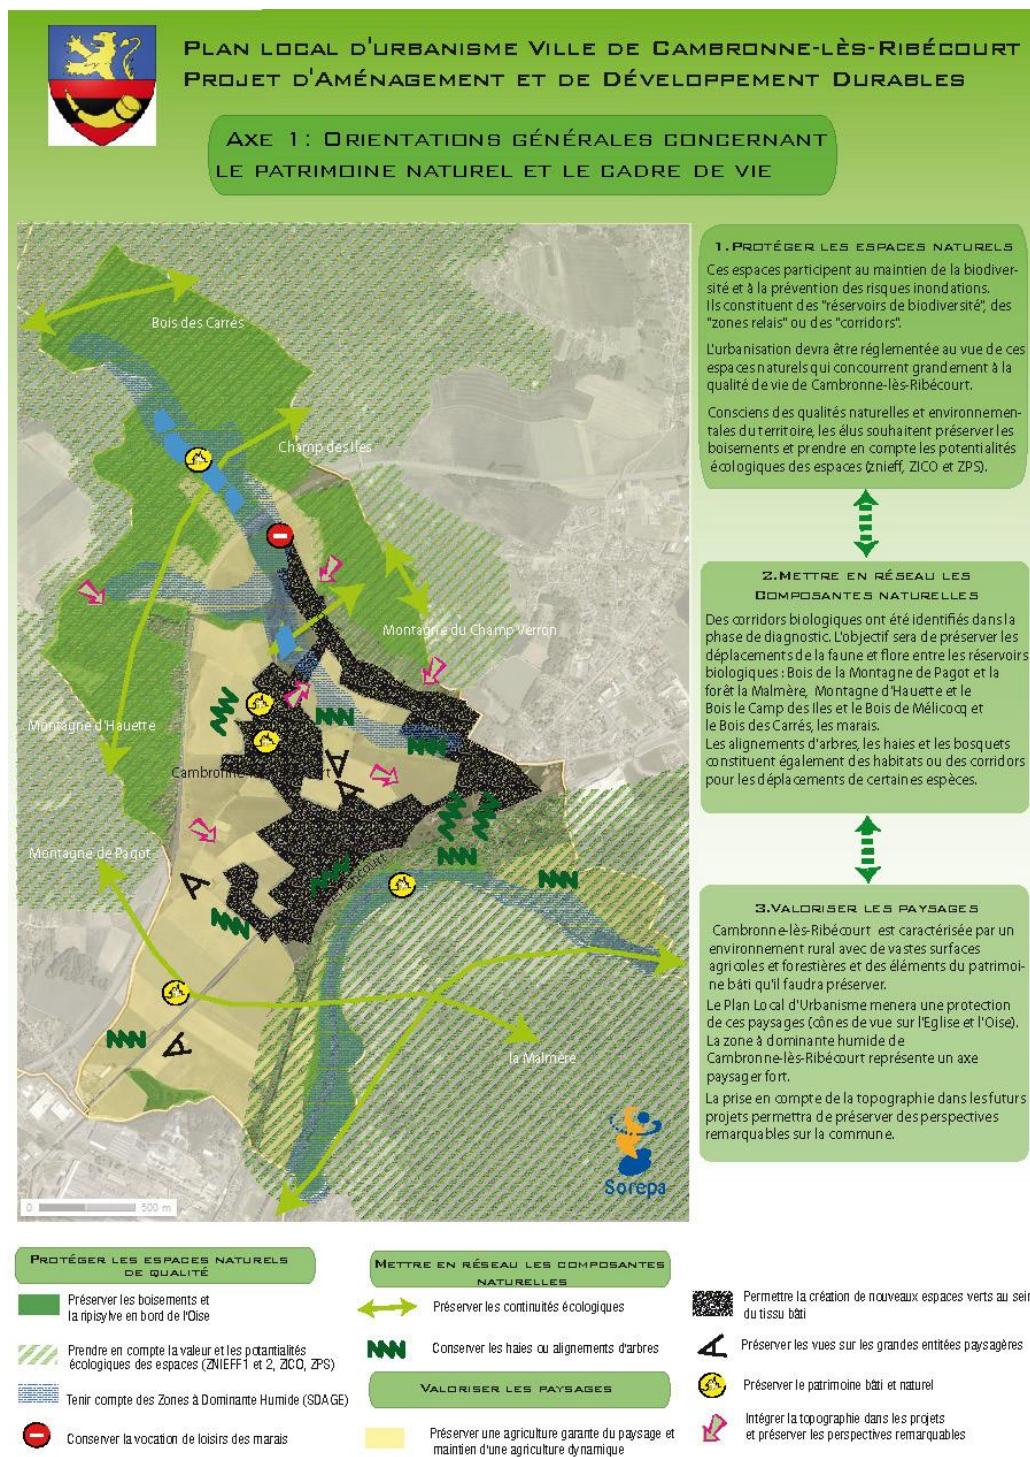 Plan local d'urbanisme Ville de Cambronne-lès-Ribécourt
Projet d'Aménagement et de Développement Durables
Axe 1: Orientations générales concernant
le patrimoine naturel et le cadre de vie
Bois des Carrés
Champ des Iles
Montagne du Champ Verron
Montagne d'Hauette
Cambronne
Montagne de Pagot
la Malmère
Sorepa
0 500 m
1.Protéger les espaces naturels
Ces espaces participent au maintien de la biodiver-
sité et à la prévention des risques inondations.
Ils constituent des "réservoirs de biodiversité", des
"zones relais" ou des "corridors".
L'urbanisation devra être réglementée au vue de ces
espaces naturels qui concourrent grandement à la
qualité de vie de Cambronne-lès-Ribécourt.
Consciens des qualités naturelles et environnemen-
tales du territoire, les élus souhaitent préserver les
boisements et prendre en compte les potentialités
écologiques des espaces (znieff, ZICO et ZPS).
2.Mettre en réseau les
Composantes naturelles
Des corridors biologiques ont été identifiés dans la
phase de diagnostic. L'objectif sera de préserver les
déplacements de la faune et flore entre les réservoirs
biologiques : Bois de la Montagne de Pagot et la
forêt la Malmère, Montagne d'Hauette et le
Bois le Camp des Iles et le Bois de Mélicocq et
le Bois des Carrés, les marais.
Les alignements d'arbres, les haies et les bosquets
constituent également des habitats ou des corridors
pour les déplacements de certaines espèces.
3.Valoriser les paysages
Cambronne-lès-Ribécourt est caractérisée par un
environnement rural avec de vastes surfaces
agricoles et forestières et des éléments du patrimoi-
ne bâti qu'il faudra préserver.
Le Plan Local d'Urbanisme menera une protection
de ces paysages (cônes de vue sur l'Eglise et l'Oise).
La zone à dominante humide de
Cambronne-lès-Ribécourt représente un axe
paysager fort.
La prise en compte de la topographie dans les futurs
projets permettra de préserver des perspectives
remarquables sur la commune.
Protéger les espaces naturels
de qualité
Préserver les boisements et
la ripisylve en bord de l'Oise
Prendre en compte la valeur et les potantialités
écologiques des espaces (ZNIEFF1 et 2, ZICO, ZPS)
Tenir compte des Zones à Dominante Humide (SDAGE)
Conserver la vocation de loisirs des marais
Mettre en réseau les composantes
naturelles
Préserver les continuités écologiques
Conserver les haies ou alignements d'arbres
Valoriser les paysages
Préserver une agriculture garante du paysage et
maintien d'une agriculture dynamique
Permettre la création de nouveaux espaces verts au sein
du tissu bâti
Préserver les vues sur les grandes entitées paysagères
Préserver le patrimoine bâti et naturel
Intégrer la topographie dans les projets
et préserver les perspectives remarquables